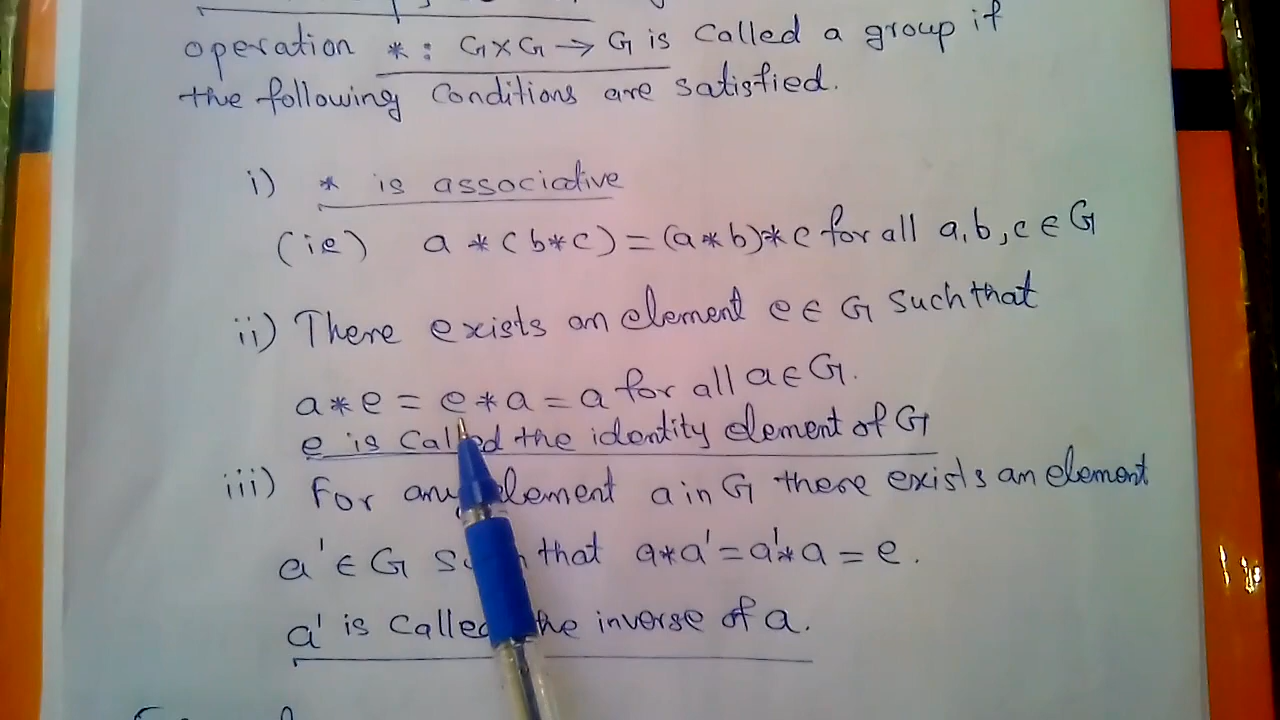 operation *: G×G → G is called a group if
the following conditions are satisfied.
i) * is associative
(ie) a * (b*c) = (a*b)*c for all a,b,c ∈ G
ii) There exists an element e ∈ G such that
a*e = e*a = a for all a ∈ G.
e is called the identity element of G
iii) For any element a in G there exists an element
a' ∈ G such that a*a' = a'*a = e.
a' is called the inverse of a.